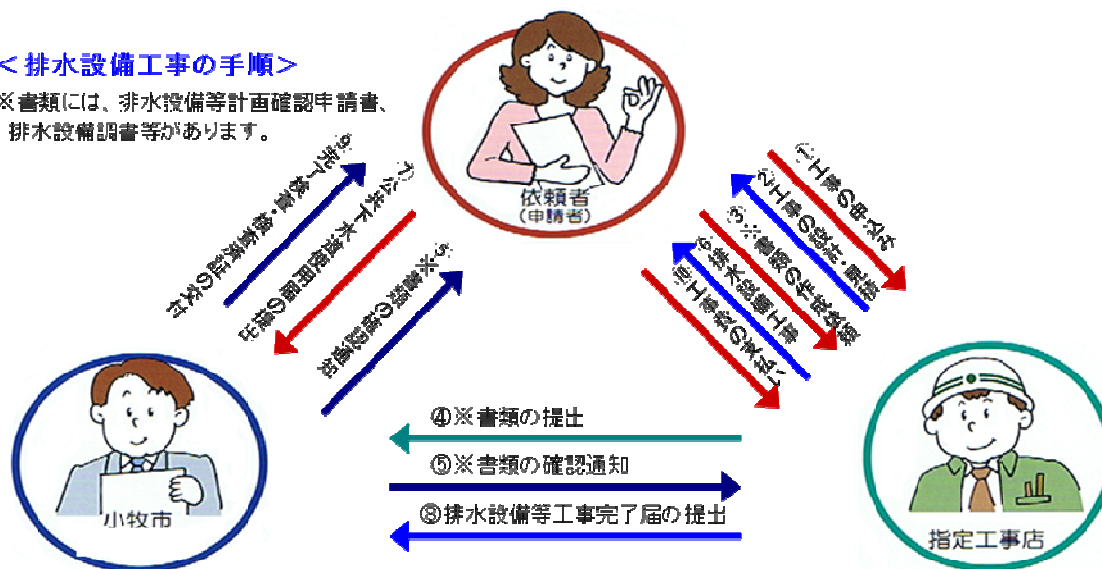 ＜排水設備工事の手順＞
※書類には、排水設備等計画確認申請書、
排水設備調書等があります。
依頼者
(申請者)
①工事の申込み
②工事の設計・見積
③※書類の作成依頼
⑥排水設備工事
⑩工事費の支払い
⑨完了検査・検査済証の交付
⑦公共下水道使用届の提出
⑤※書類の確認通知
④※書類の提出
⑤※書類の確認通知
⑧排水設備等工事完了届の提出
小牧市
指定工事店